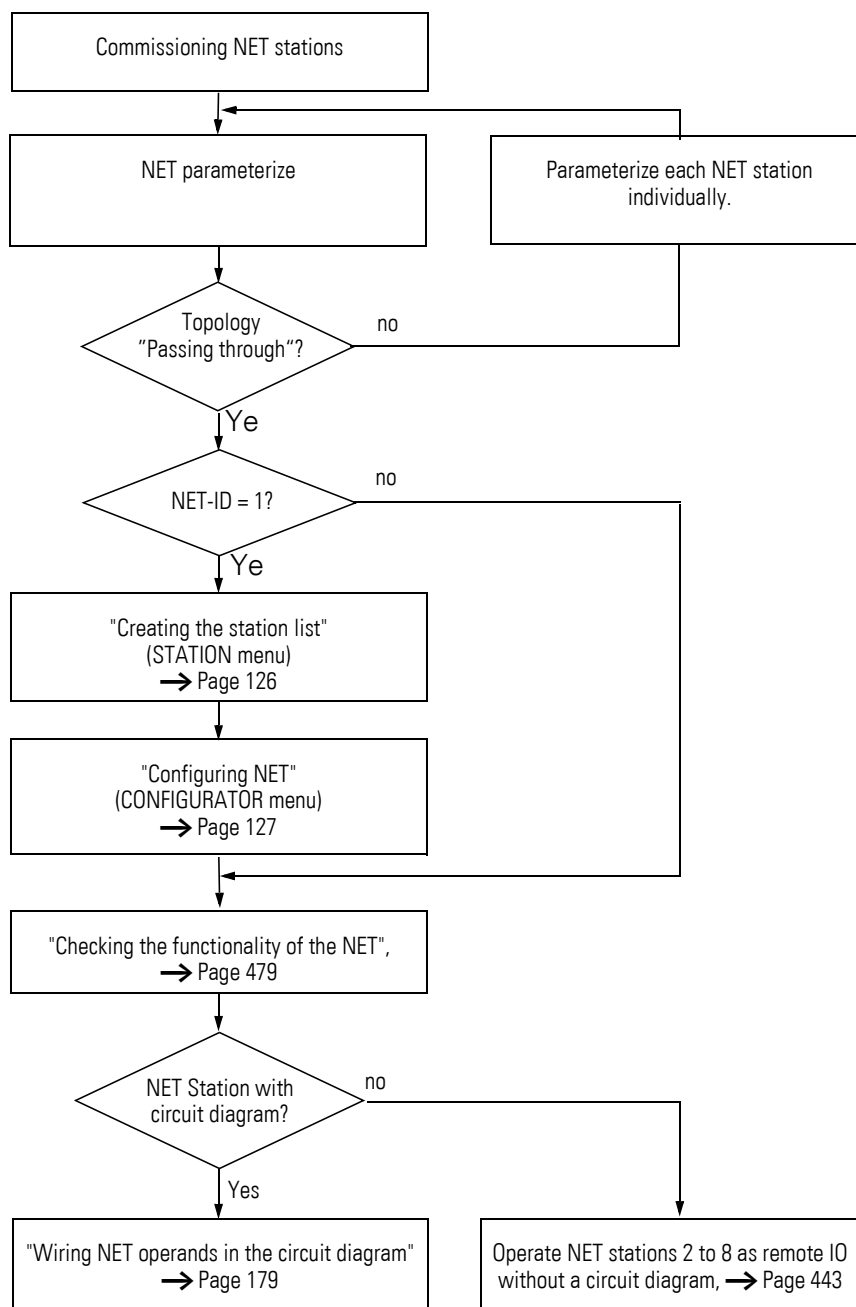 Commissioning NET stations
NET parameterize
Parameterize each NET station
individually.
Topology
”Passing through“?
no
Ye
NET-ID = 1?
no
Ye
"Creating the station list"
(STATION menu)
→ Page 126
"Configuring NET"
(CONFIGURATOR menu)
→ Page 127
"Checking the functionality of the NET",
→ Page 479
NET Station with
circuit diagram?
no
Yes
"Wiring NET operands in the circuit diagram"
→ Page 179
Operate NET stations 2 to 8 as remote IO
without a circuit diagram, → Page 443